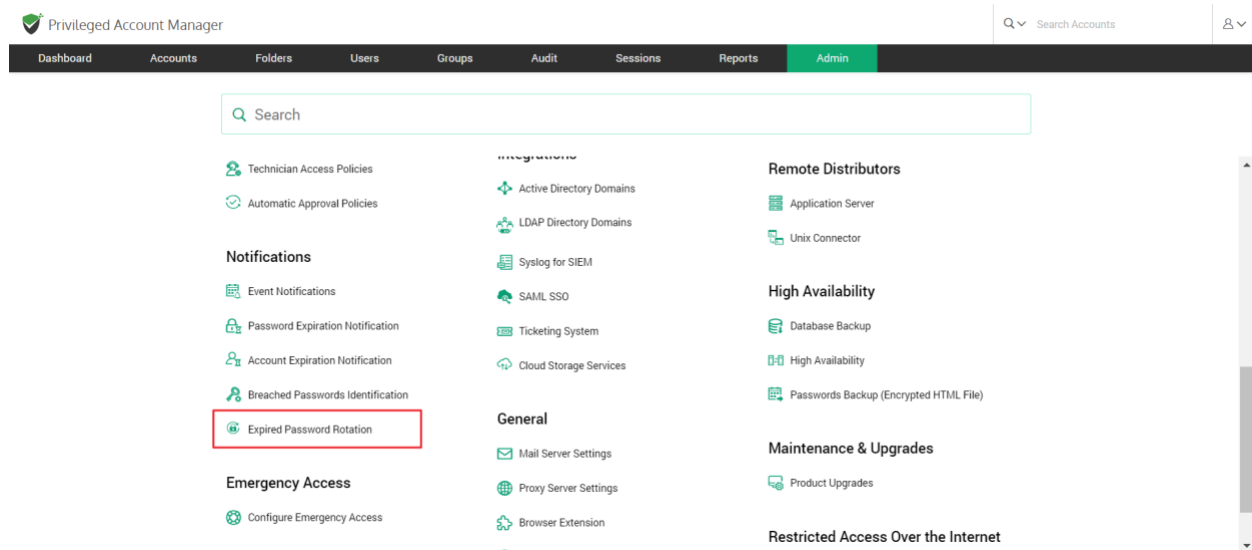 Privileged Account Manager
Search Accounts
Dashboard Accounts Folders Users Groups Audit Sessions Reports Admin
Search
Technician Access Policies
Automatic Approval Policies
Notifications
Event Notifications
Password Expiration Notification
Account Expiration Notification
Breached Passwords Identification
Expired Password Rotation
Emergency Access
Configure Emergency Access
Integrations
Active Directory Domains
LDAP Directory Domains
Syslog for SIEM
SAML SSO
Ticketing System
Cloud Storage Services
General
Mail Server Settings
Proxy Server Settings
Browser Extension
Remote Distributors
Application Server
Unix Connector
High Availability
Database Backup
High Availability
Passwords Backup (Encrypted HTML File)
Maintenance & Upgrades
Product Upgrades
Restricted Access Over the Internet